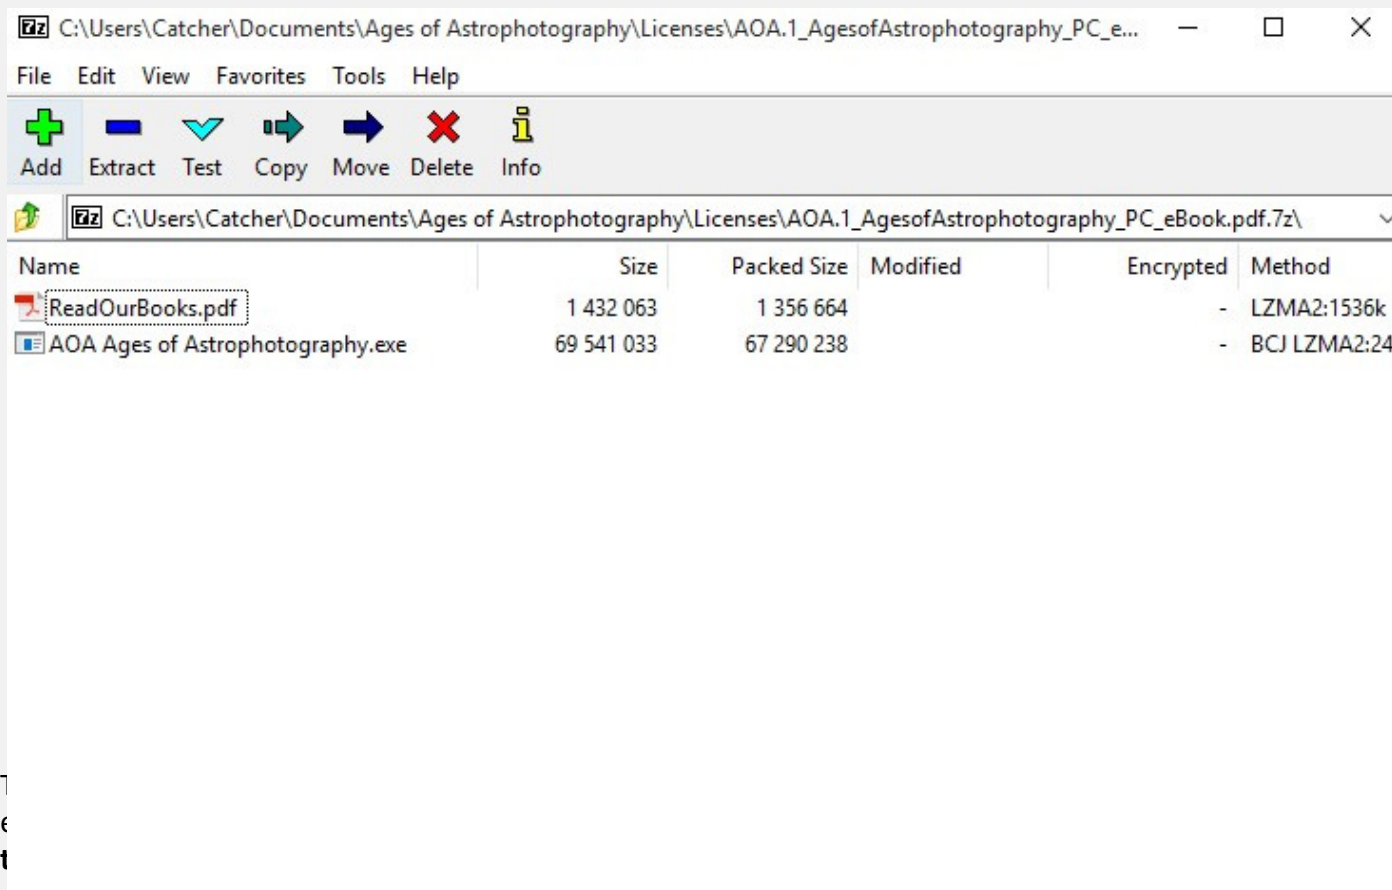 C:\Users\Catcher\Documents\Ages of Astrophotography\Licenses\AOA.1_AgesofAstrophotography_PC_e...
File Edit View Favorites Tools Help
Add Extract Test Copy Move Delete Info
C:\Users\Catcher\Documents\Ages of Astrophotography\Licenses\AOA.1_AgesofAstrophotography_PC_eBook.pdf.7z\
Name Size Packed Size Modified Encrypted Method
ReadOurBooks.pdf 1 432 063 1 356 664 - LZMA2:1536k
AOA Ages of Astrophotography.exe 69 541 033 67 290 238 - BCJ LZMA2:24